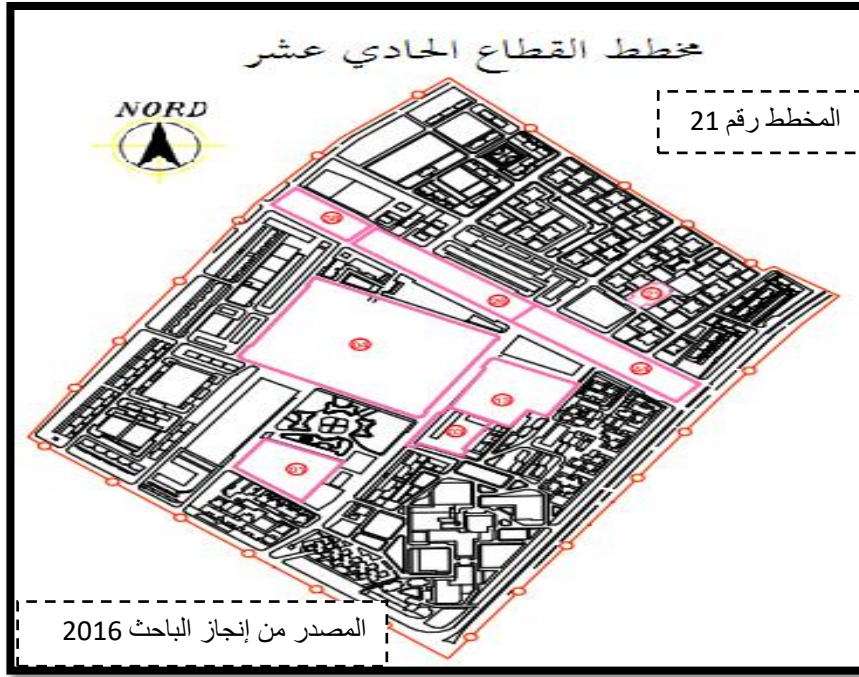 مخطط القطاع الحادي عشر
المخطط رقم 21
NORD
المصدر من إنجاز الباحث 2016